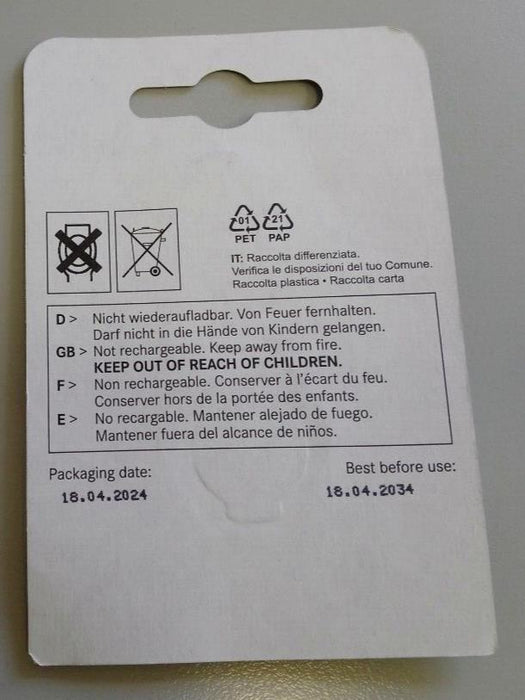 01 21
PET PAP
IT: Raccolta differenziata.
Verifica le disposizioni del tuo Comune.
Raccolta plastica • Raccolta carta
D > Nicht wiederaufladbar. Von Feuer fernhalten.
Darf nicht in die Hände von Kindern gelangen.
GB > Not rechargeable. Keep away from fire.
KEEP OUT OF REACH OF CHILDREN.
F > Non rechargeable. Conserver à l'écart du feu.
Conserver hors de la portée des enfants.
E > No recargable. Mantener alejado de fuego.
Mantener fuera del alcance de niños.
Packaging date: Best before use:
18.04.2024 18.04.2034